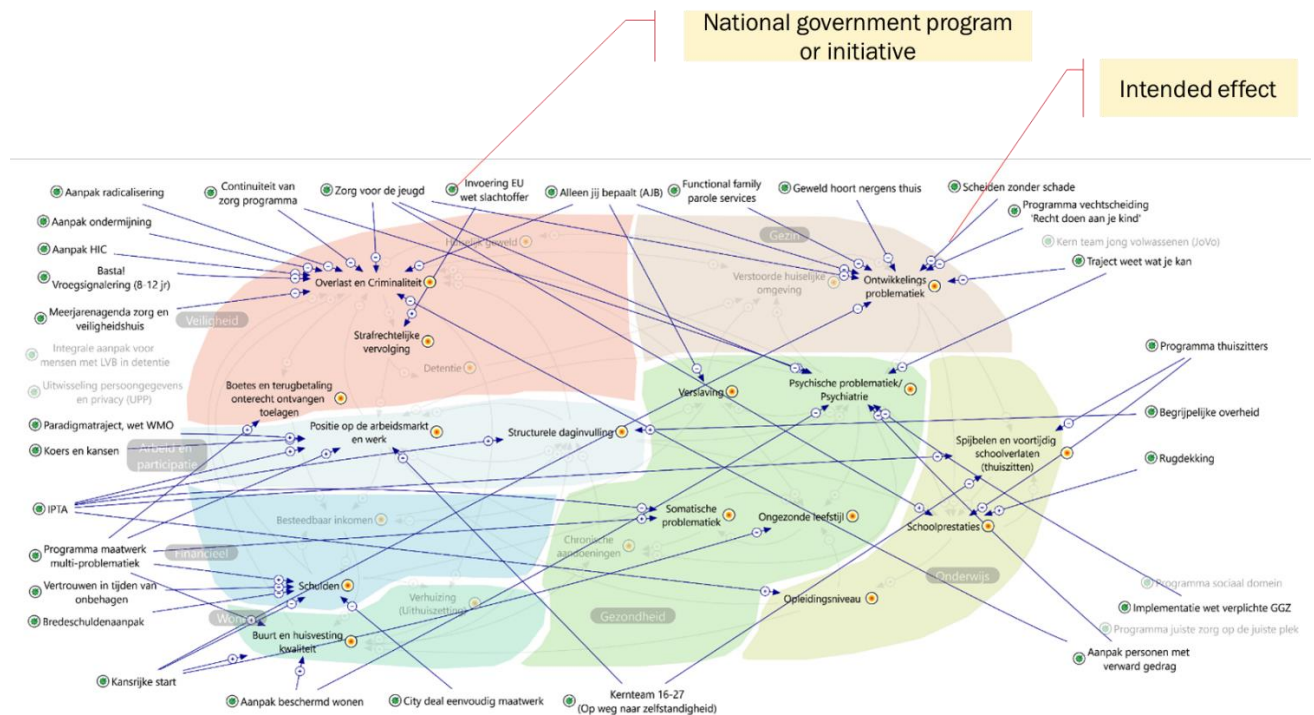 National government program
or initiative
Intended effect
Aanpak radicalisering
Continuiteit van
zorg programma
Zorg voor de jeugd
Invoering EU
wet slachtoffer
Alleen jij bepaalt (AJB)
Functional family
parole services
Geweld hoort nergens thuis
Scheiden zonder schade
Programma vechtscheiding
'Recht doen aan je kind'
Kern team jong volwassenen (JoVo)
Traject weet wat je kan
Aanpak ondermijning
Aanpak HIC
Basta!
Vroegsignalering (8-12 jr)
Meerjarenagenda zorg en
veiligheidshuis
Integrale aanpak voor
mensen met LVB in detentie
Uitwisseling persoongegevens
en privacy (UPP)
Paradigmatraject, wet WMO
Koers en kansen
IPTA
Programma maatwerk
multi-problematiek
Vertrouwen in tijden van
onbehagen
Bredeschuldenaanpak
Kansrijke start
Huiselijk geweld
Overlast en Criminaliteit
Veiligheid
Strafrechtelijke
vervolging
Detentie
Boetes en terugbetaling
onterecht ontvangen
toelagen
Gezin
Verstoorde huiselijke
omgeving
Ontwikkelings
problematiek
Verslaving
Psychische problematiek/
Psychiatrie
Positie op de arbeidsmarkt
en werk
Structurele daginvulling
Arbeid en
participatie
Spijbelen en voortijdig
schoolverlaten
(thuiszitten)
Besteedbaar inkomen
Somatische
problematiek
Ongezonde leefstijl
Schoolprestaties
Chronische
aandoeningen
Financieel
Schulden
Verhuizing
(Uithuiszetting)
Onderwijs
Opleidingsniveau
Gezondheid
Buurt en huisvesting
kwaliteit
Programma thuiszitters
Begrijpelijke overheid
Rugdekking
Programma sociaal domein
Implementatie wet verplichte GGZ
Programma juiste zorg op de juiste plek
Aanpak personen met
verward gedrag
Aanpak beschermd wonen
City deal eenvoudig maatwerk
Kernteam 16-27
(Op weg naar zelfstandigheid)